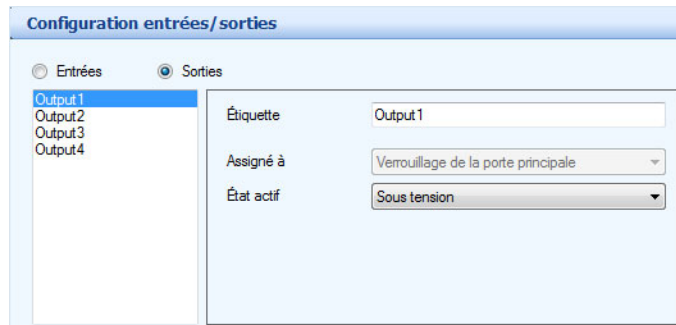 Configuration entrées/sorties
Entrées
Sorties
Output1
Output2
Output3
Output4
Étiquette
Output1
Assigné à
Verrouillage de la porte principale
État actif
Sous tension